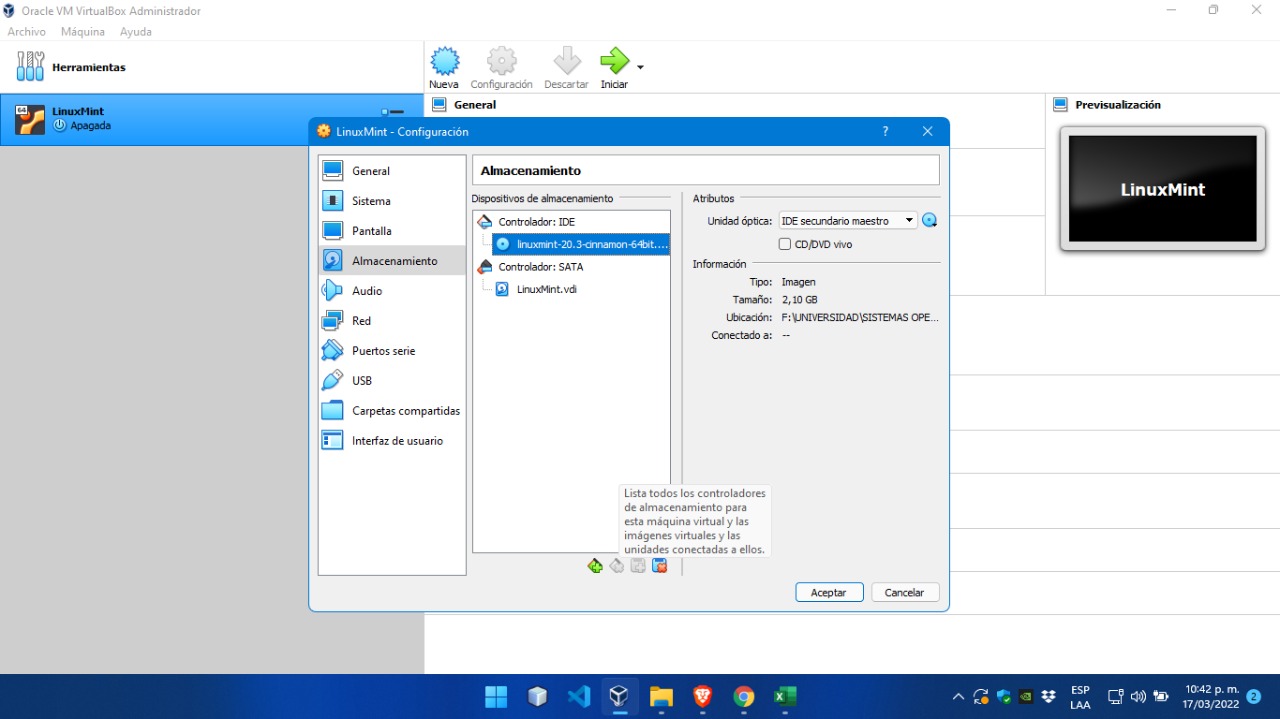 Oracle VM VirtualBox Administrador
Archivo Máquina Ayuda
Herramientas
Nueva Configuración Descartar Iniciar
64
LinuxMint
Apagada
General
Previsualización
LinuxMint
LinuxMint - Configuración
?
General
Sistema
Pantalla
Almacenamiento
Audio
Red
Puertos serie
USB
Carpetas compartidas
Interfaz de usuario
Almacenamiento
Dispositivos de almacenamiento
Controlador: IDE
linuxmint-20.3-cinnamon-64bit....
Controlador: SATA
LinuxMint.vdi
Atributos
Unidad óptica: IDE secundario maestro
CD/DVD vivo
Información
Tipo: Imagen
Tamaño: 2,10 GB
Ubicación: F:\UNIVERSIDAD\SISTEMAS OPE...
Conectado a: --
Lista todos los controladores
de almacenamiento para
esta máquina virtual y las
imágenes virtuales y las
unidades conectadas a ellos.
Aceptar Cancelar
ESP
LAA
10:42 p. m.
17/03/2022
2